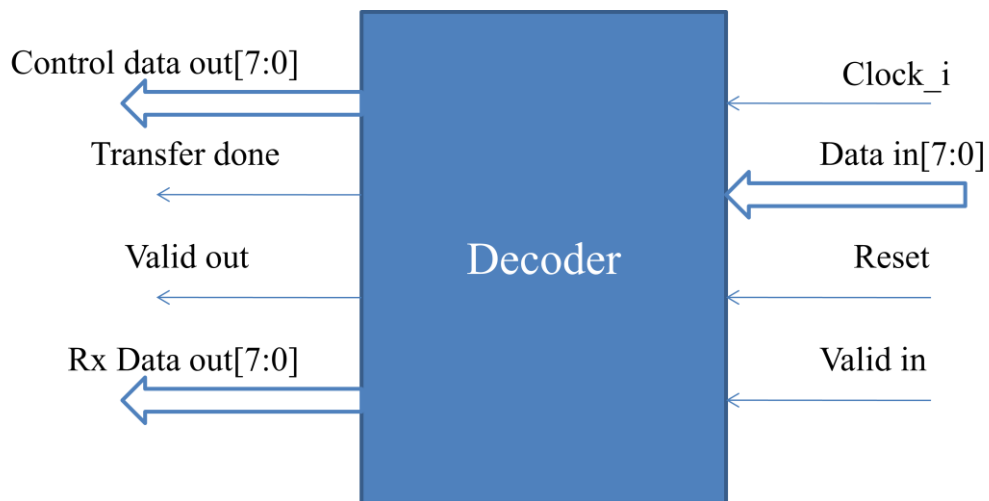 Control data out[7:0]
Transfer done
Valid out
Rx Data out[7:0]
Decoder
Clock_i
Data in[7:0]
Reset
Valid in